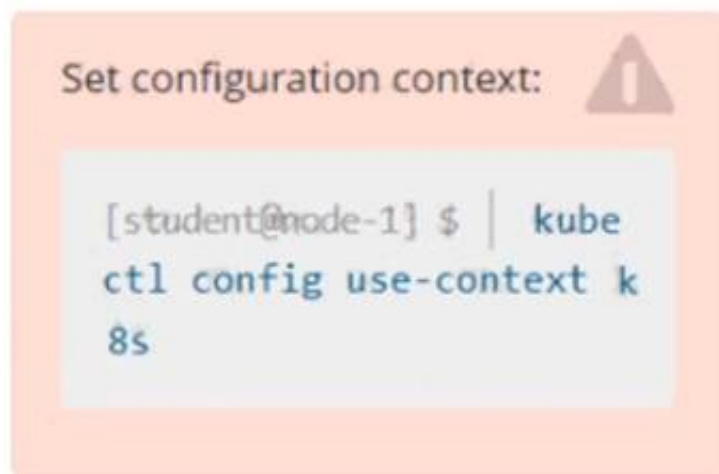 Set configuration context:
[student@node-1] $ | kube
ctl config use-context k
8s